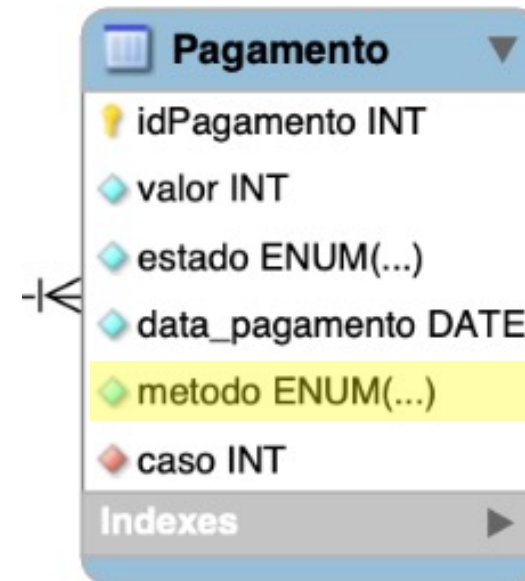 Pagamento
idPagamento INT
valor INT
estado ENUM(...)
data_pagamento DATE
metodo ENUM(...)
caso INT
Indexes